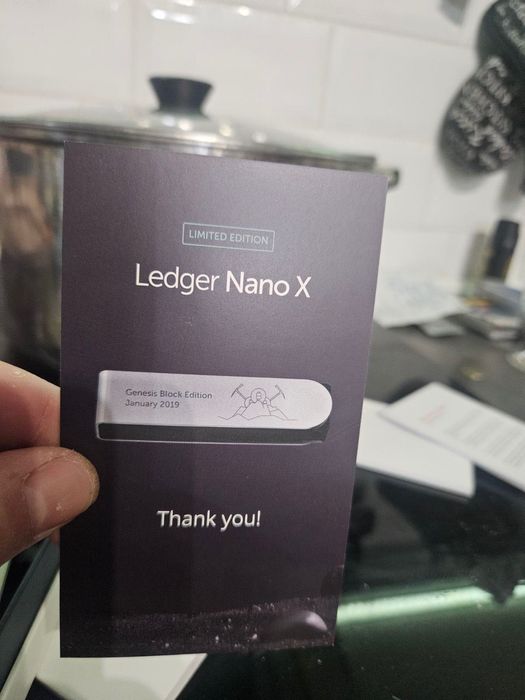 LIMITED EDITION
Ledger Nano X
Genesis Block Edition
January 2019
Thank you!